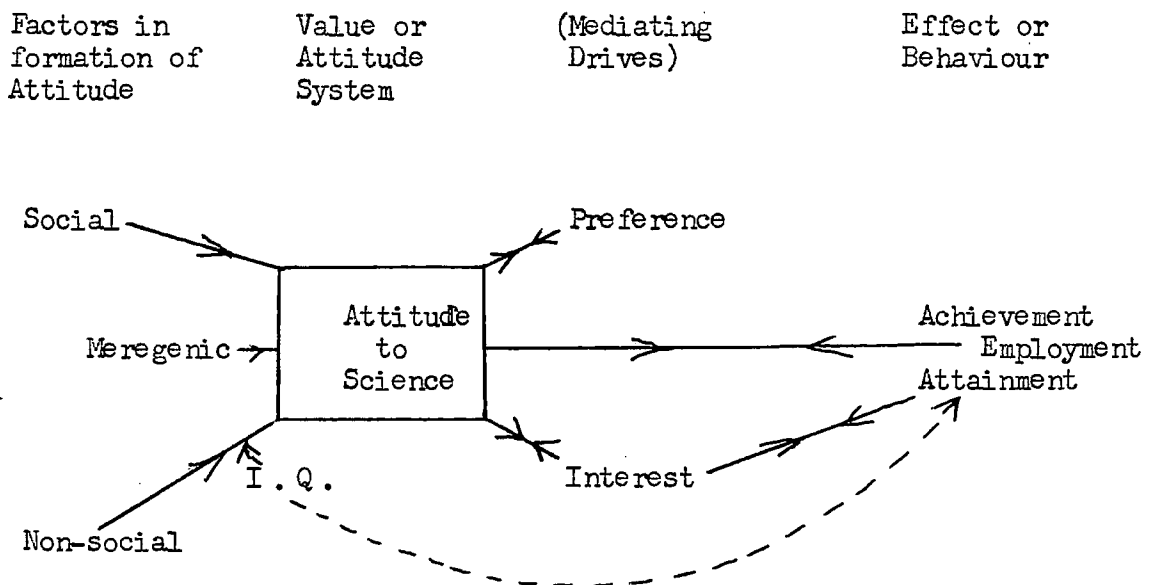 Factors in
formation of
Attitude
Value or
Attitude
System
(Mediating
Drives)
Effect or
Behaviour
Social
Preference
Meregenic
Attitude
to
Science
Achievement
Employment
Attainment
I.Q.
Interest
Non-social